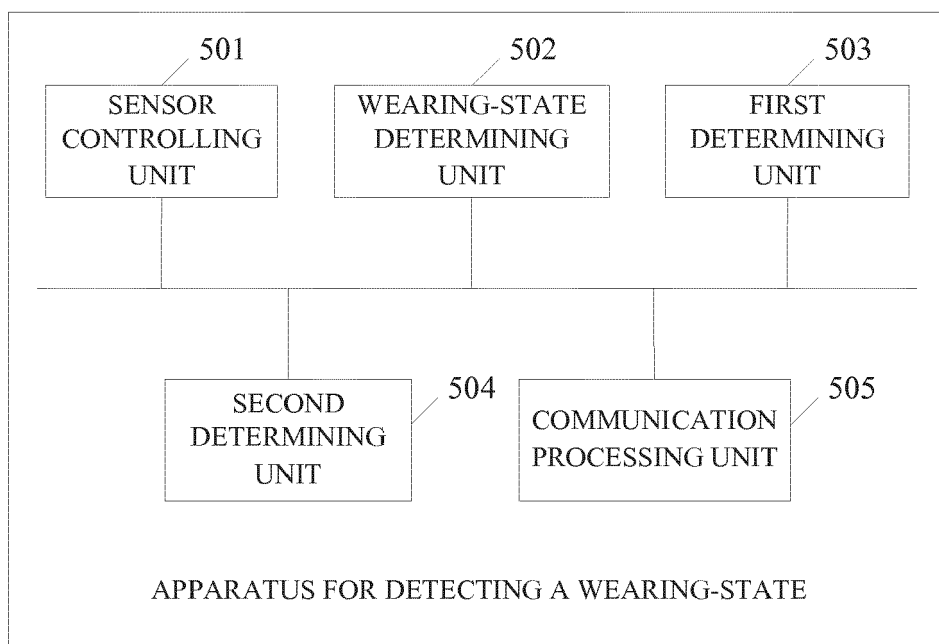 501
SENSOR
CONTROLLING
UNIT
502
WEARING-STATE
DETERMINING
UNIT
503
FIRST
DETERMINING
UNIT
504
SECOND
DETERMINING
UNIT
505
COMMUNICATION
PROCESSING UNIT
APPARATUS FOR DETECTING A WEARING-STATE